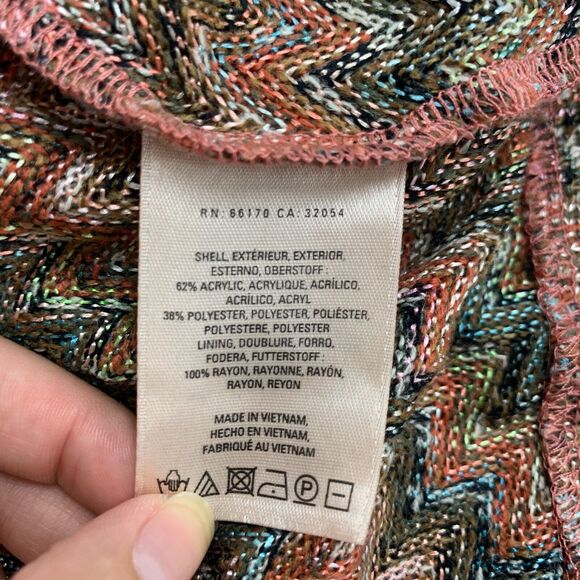 RN: 66170 CA: 32054
SHELL, EXTÉRIEUR, EXTERIOR,
ESTERNO, OBERSTOFF:
62% ACRYLIC, ACRYLIQUE, ACRÍLICO,
ACRÍLICO, ACRYL
38% POLYESTER, POLYESTER, POLIÉSTER,
POLYESTERE, POLYESTER
LINING, DOUBLURE, FORRO,
FODERA, FUTTERSTOFF:
100% RAYON, RAYONNE, RAYÓN,
RAYON, REYON
MADE IN VIETNAM,
HECHO EN VIETNAM,
FABRIQUÉ AU VIETNAM
P